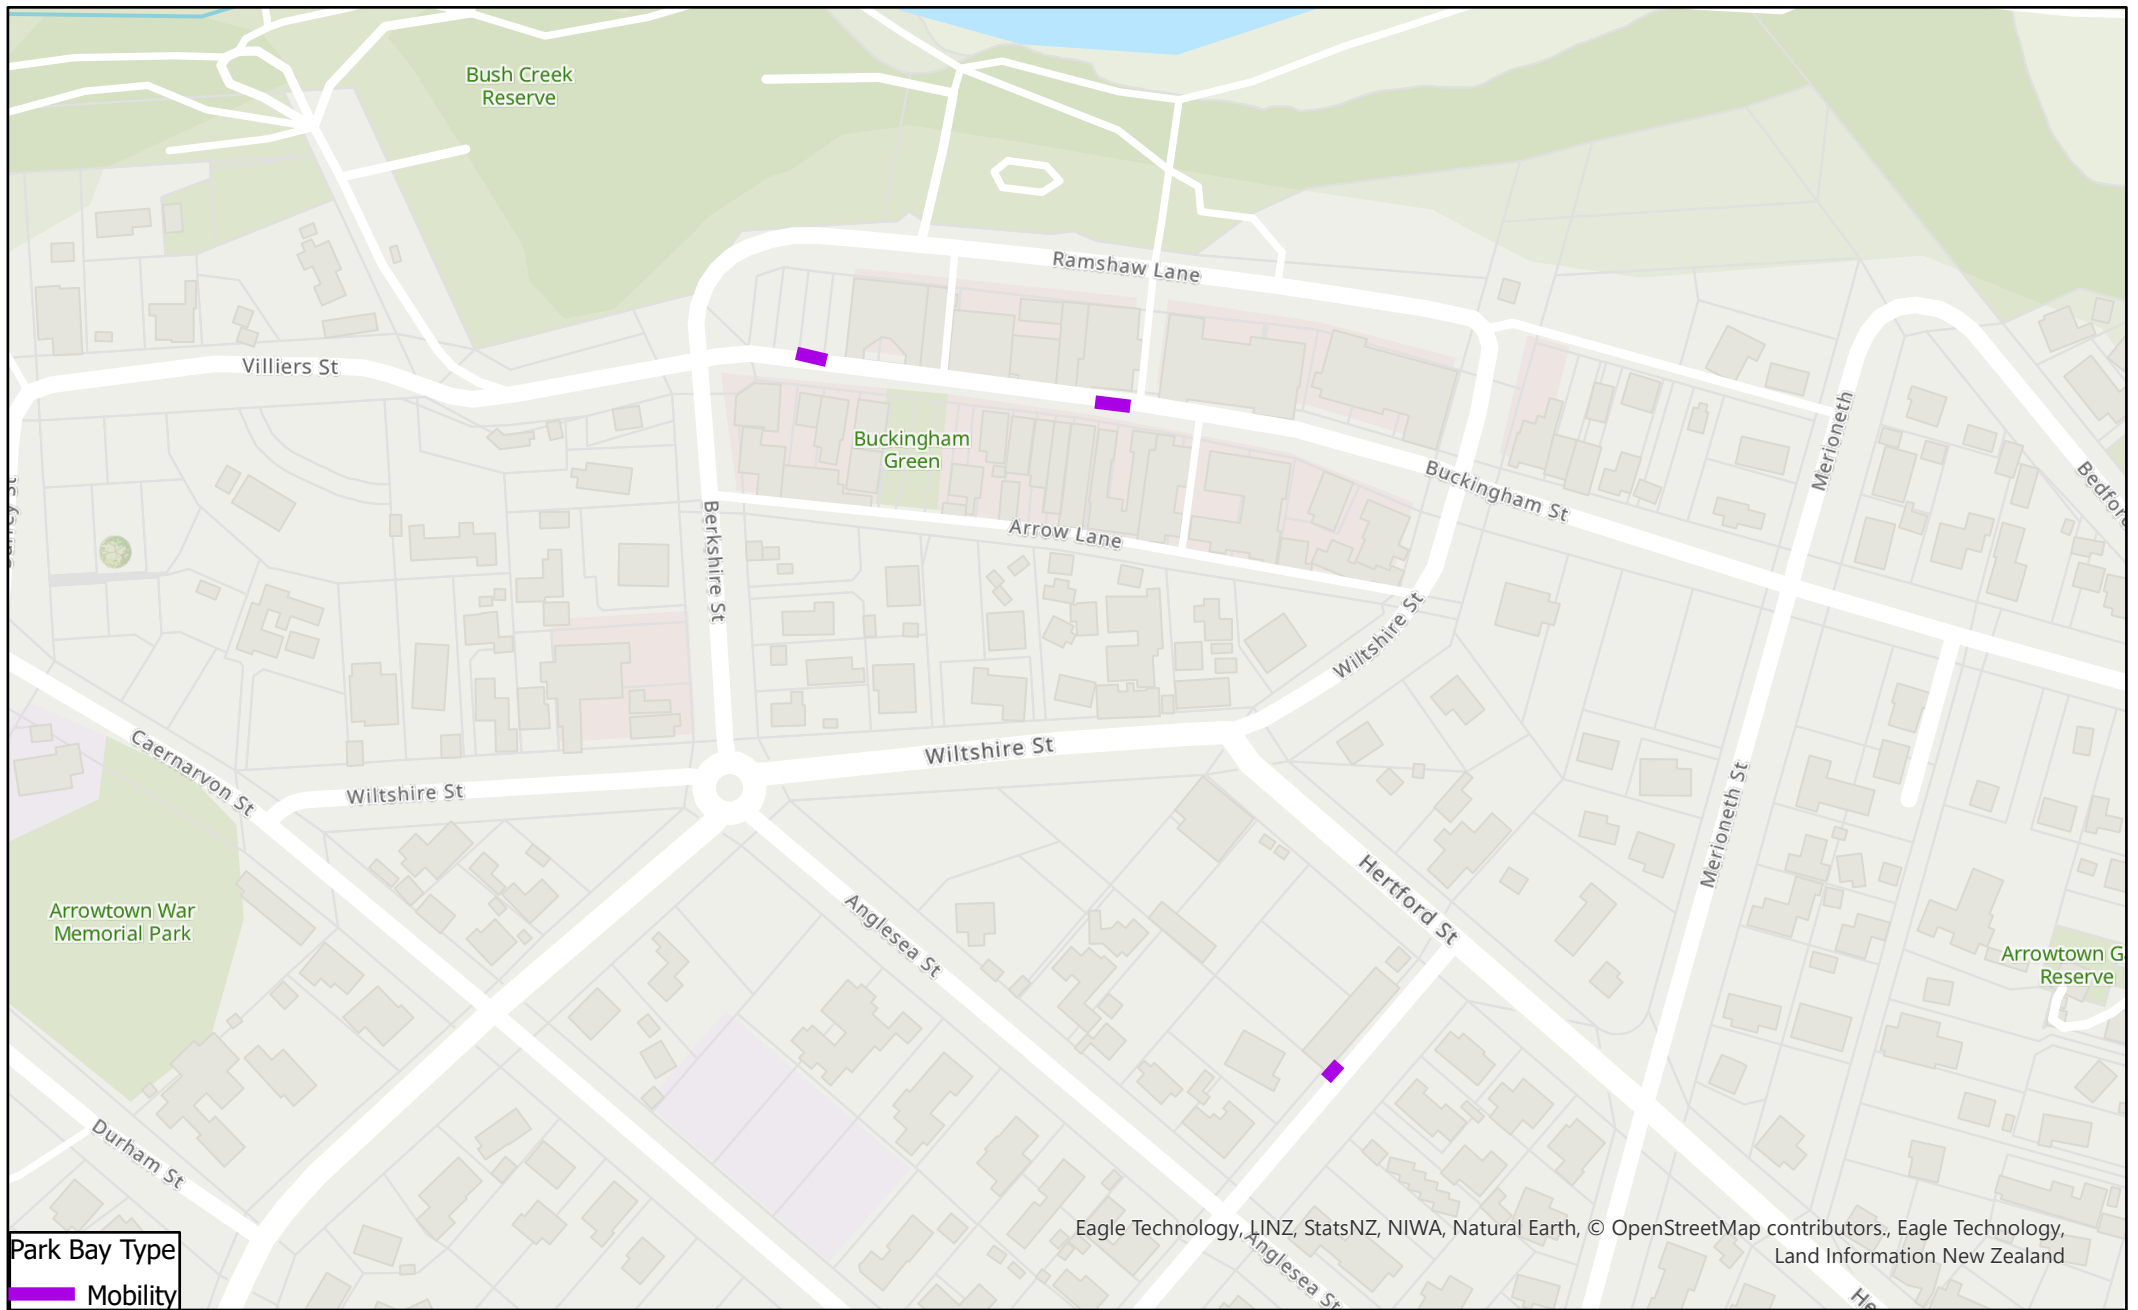 Bush Creek
Reserve
Ramshaw Lane
Villiers St
Merioneth
Buckingham
Green
Buckingham St
Bedford
Berkshire St
Arrow Lane
Wiltshire St
Caernarvon St
Wiltshire St
Wiltshire St
Merioneth St
Hertford St
Anglesea St
Arrowtown War
Memorial Park
Arrowtown G
Reserve
Durham St
Anglesea St
He
Eagle Technology, LINZ, StatsNZ, NIWA, Natural Earth, © OpenStreetMap contributors., Eagle Technology,
Land Information New Zealand
Park Bay Type
Mobility